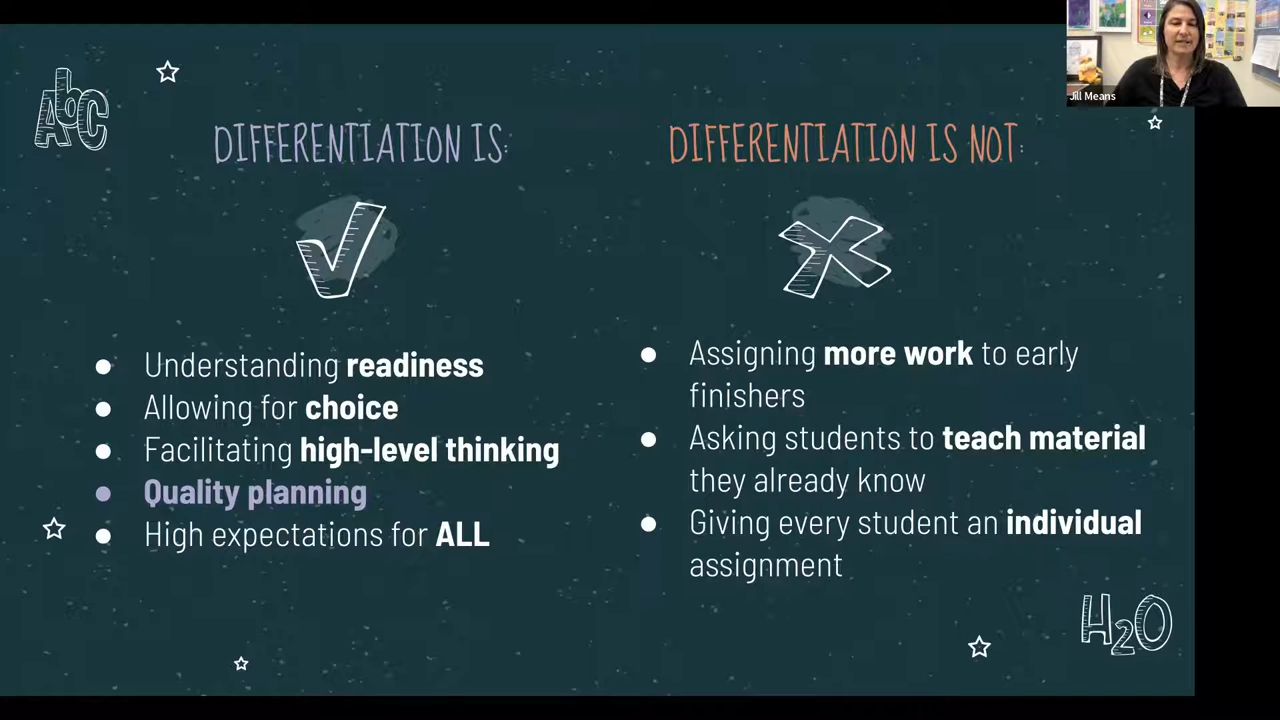 Jill Means
AbC
DIFFERENTIATION IS:
DIFFERENTIATION IS NOT:
● Understanding readiness
● Allowing for choice
● Facilitating high-level thinking
● Quality planning
● High expectations for ALL
● Assigning more work to early
finishers
● Asking students to teach material
they already know
● Giving every student an individual
assignment
H2O